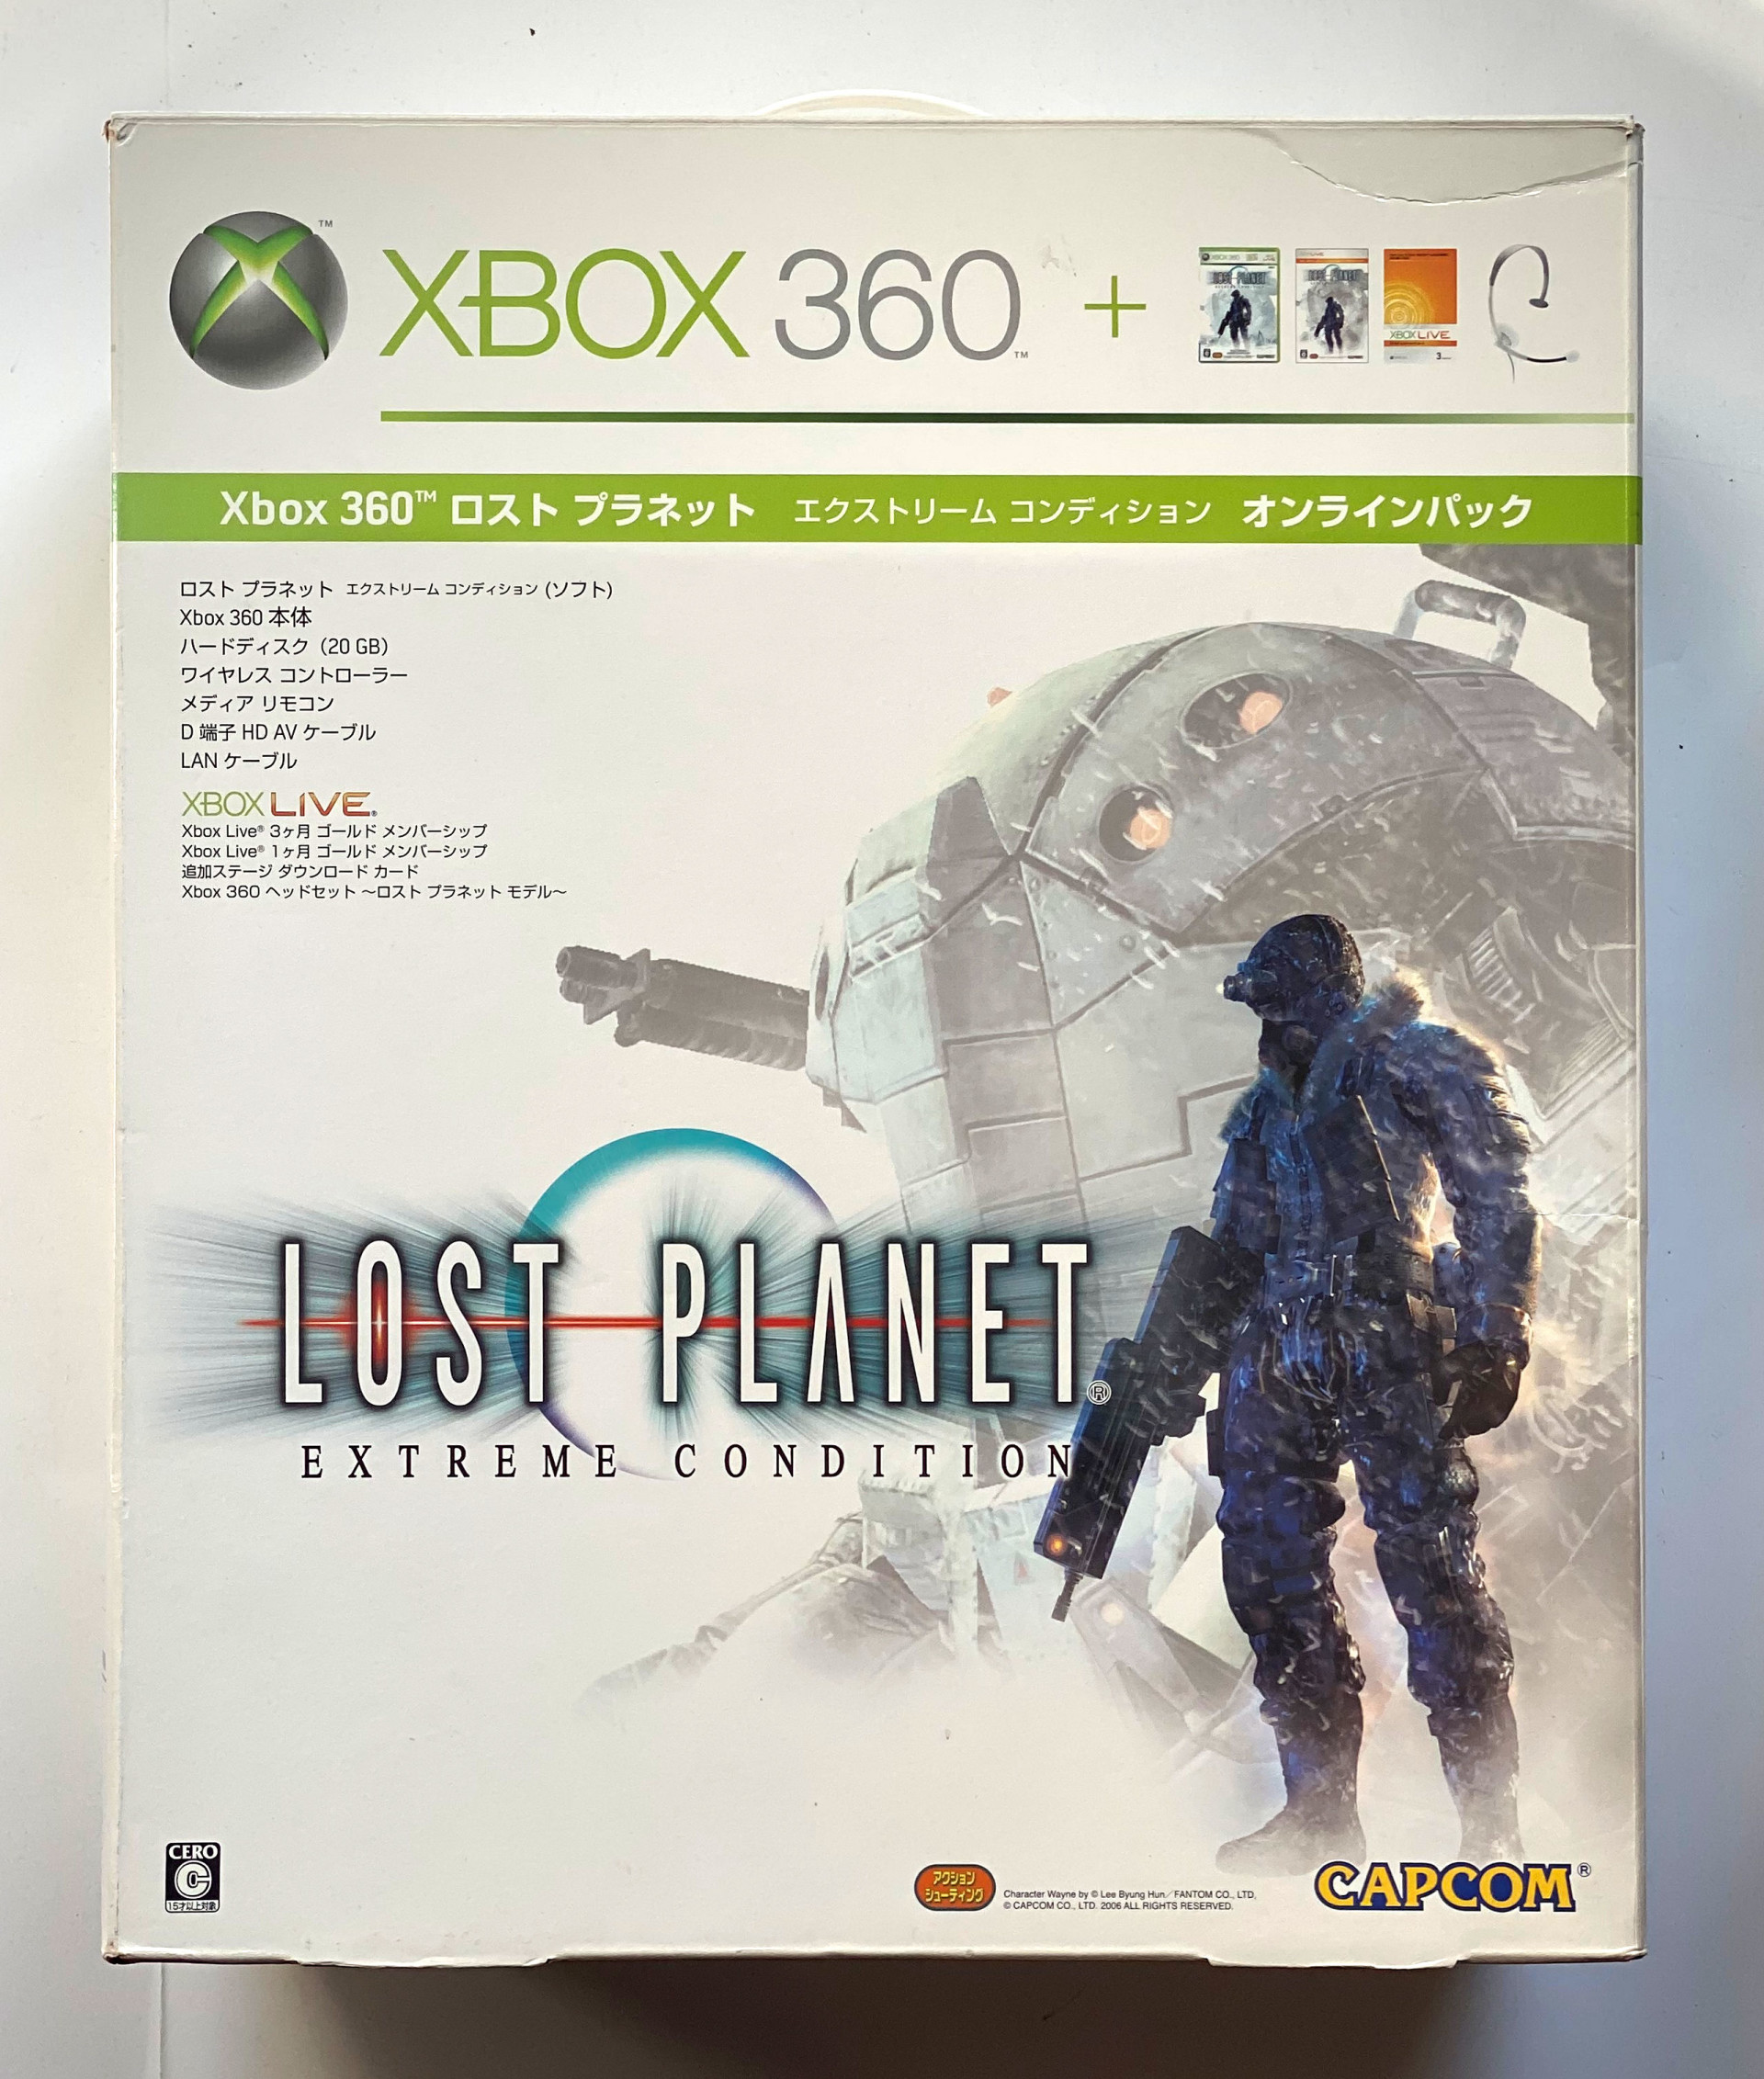 XBOX 360™ +
Xbox 360™ ロスト プラネット エクストリーム コンディション オンラインパック
ロスト プラネット エクストリーム コンディション (ソフト)
Xbox 360 本体
ハードディスク（20 GB）
ワイヤレス コントローラー
メディア リモコン
D 端子 HD AV ケーブル
LAN ケーブル
XBOX LIVE®
Xbox Live® 3ヶ月 ゴールド メンバーシップ
Xbox Live® 1ヶ月 ゴールド メンバーシップ
追加ステージ ダウンロード カード
Xbox 360 ヘッドセット ～ロスト プラネット モデル～
LOST PLANET®
EXTREME CONDITION
CERO
C
15才以上対象
アクション
シューティング
Character Wayne by © Lee Byung Hun／FANTOM CO., LTD.
© CAPCOM CO., LTD. 2006 ALL RIGHTS RESERVED.
CAPCOM®